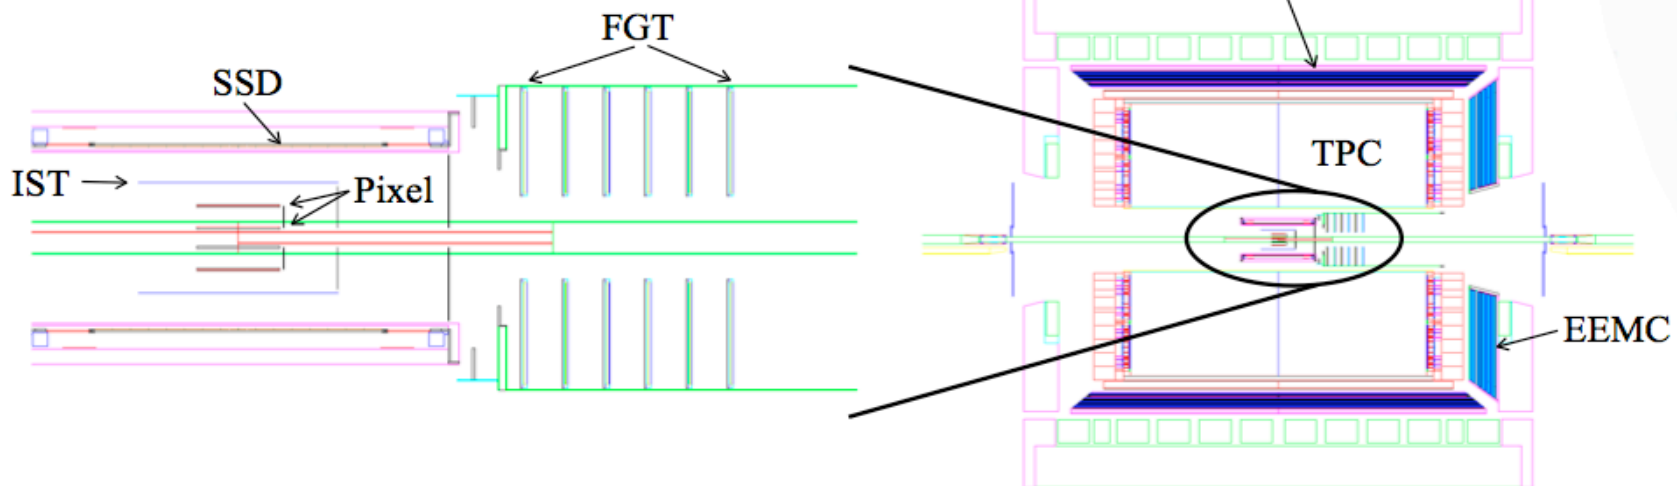 FGT
SSD
IST
Pixel
TPC
EEMC